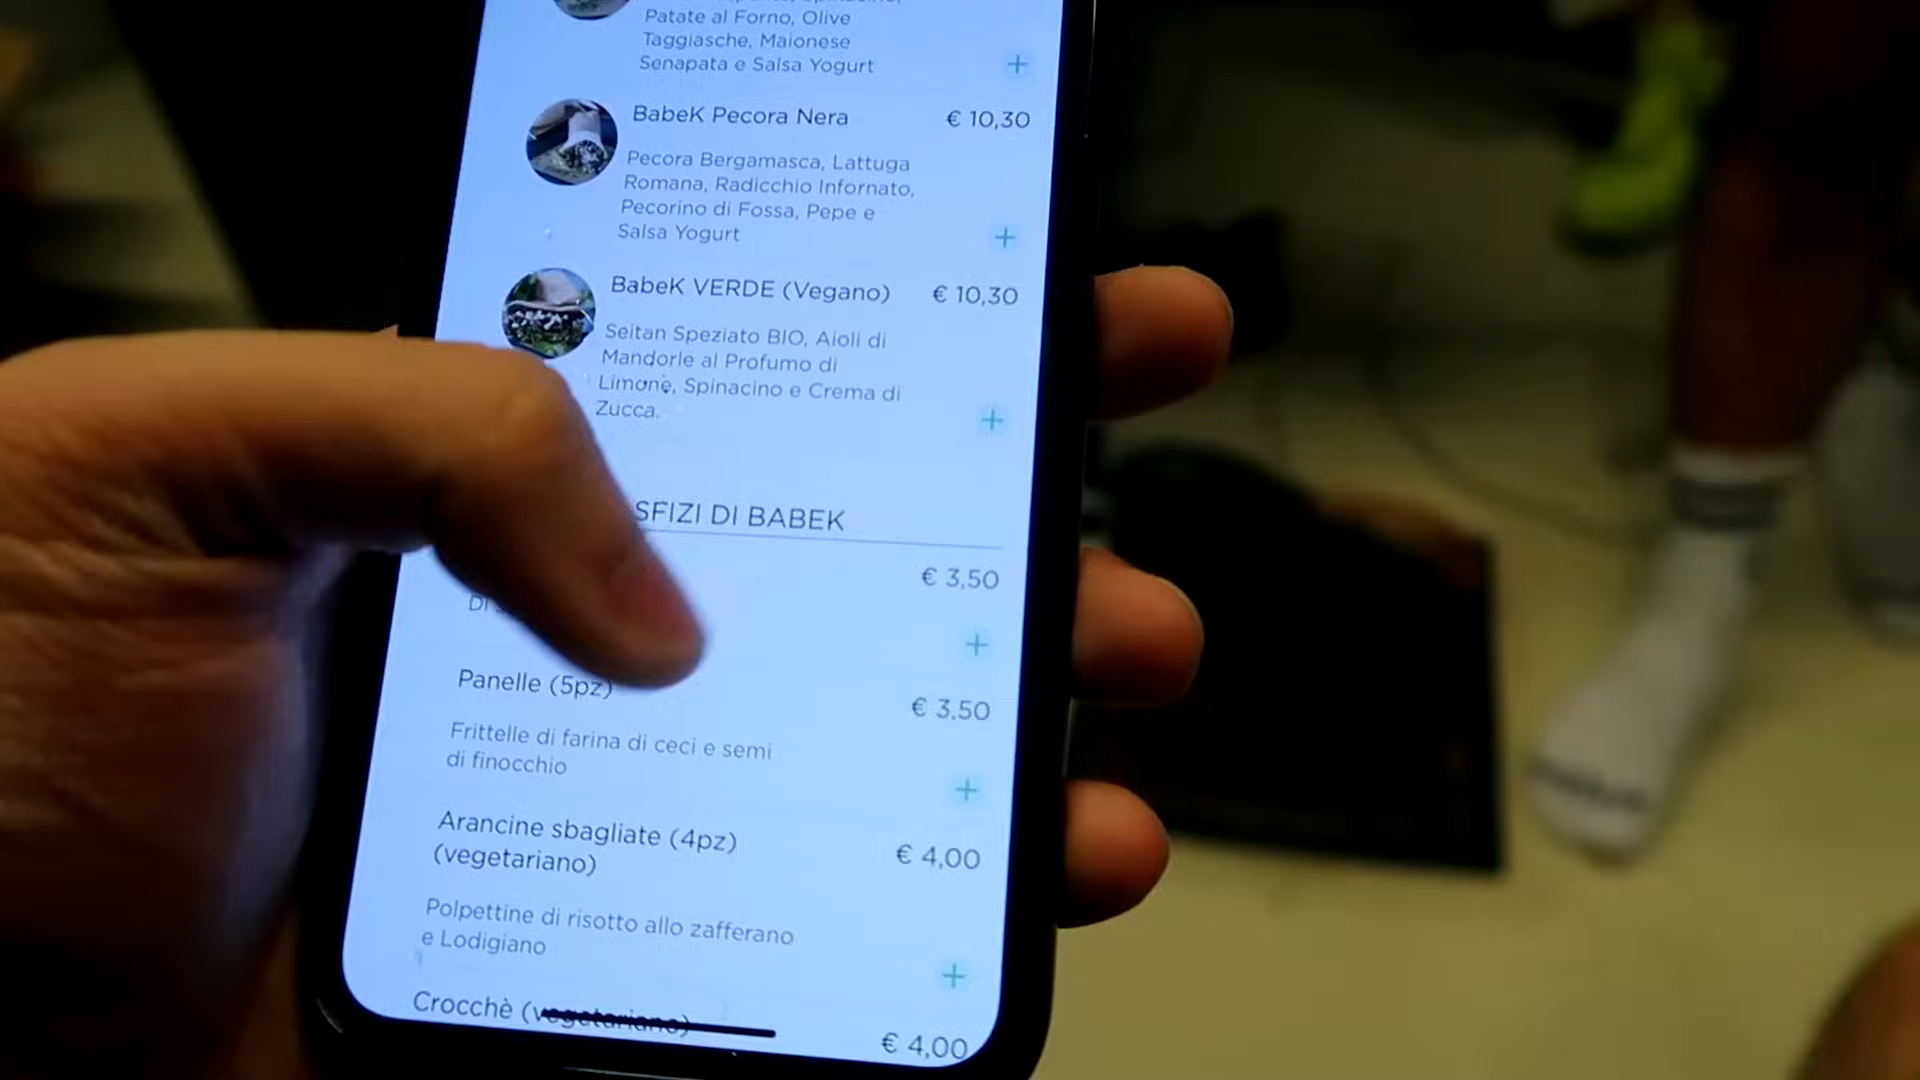 Patate al Forno, Olive
Taggiasche, Maionese
Senapata e Salsa Yogurt
BabeK Pecora Nera € 10,30
Pecora Bergamasca, Lattuga
Romana, Radicchio Infornato,
Pecorino di Fossa, Pepe e
Salsa Yogurt
BabeK VERDE (Vegano) € 10,30
Seitan Speziato BIO, Aioli di
Mandorle al Profumo di
Limone, Spinacino e Crema di
Zucca.
SFIZI DI BABEK
€ 3,50
Panelle (5pz) € 3,50
Frittelle di farina di ceci e semi
di finocchio
Arancine sbagliate (4pz)
(vegetariano) € 4,00
Polpettine di risotto allo zafferano
e Lodigiano
Crocchè (vegetariano) € 4,00